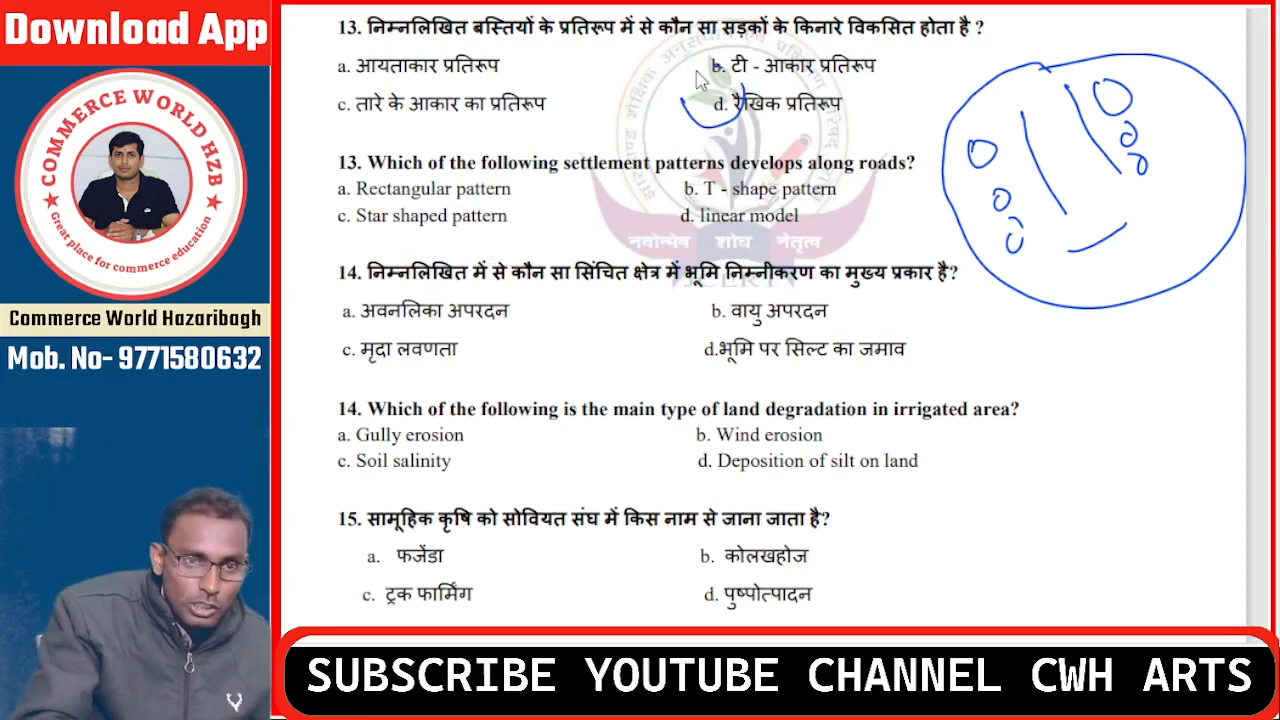 Download App
COMMERCE WORLD HZB
Great place for commerce education
Commerce World Hazaribagh
Mob. No- 9771580632
13. निम्नलिखित बस्तियों के प्रतिरूप में से कौन सा सड़कों के किनारे विकसित होता है ?
a. आयताकार प्रतिरूप b. टी - आकार प्रतिरूप
c. तारे के आकार का प्रतिरूप d. रैखिक प्रतिरूप
13. Which of the following settlement patterns develops along roads?
a. Rectangular pattern b. T - shape pattern
c. Star shaped pattern d. linear model
नवोन्मेष शोध नेतृत्व
14. निम्नलिखित में से कौन सा सिंचित क्षेत्र में भूमि निम्नीकरण का मुख्य प्रकार है?
a. अवनलिका अपरदन b. वायु अपरदन
c. मृदा लवणता d.भूमि पर सिल्ट का जमाव
14. Which of the following is the main type of land degradation in irrigated area?
a. Gully erosion b. Wind erosion
c. Soil salinity d. Deposition of silt on land
15. सामूहिक कृषि को सोवियत संघ में किस नाम से जाना जाता है?
a. फजेंडा b. कोलखहोज
c. ट्रक फार्मिंग d. पुष्पोत्पादन
SUBSCRIBE YOUTUBE CHANNEL CWH ARTS